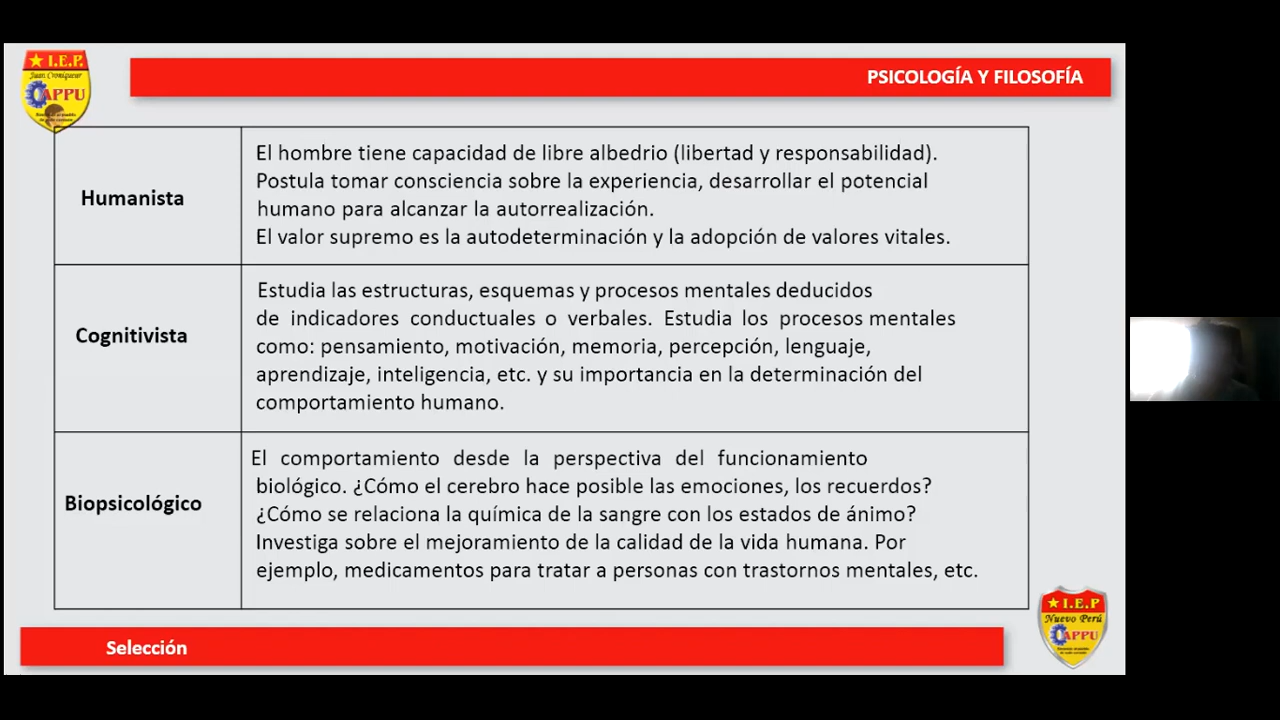 ★ I.E.P.
Juan Croniqueur
CAPPU
PSICOLOGÍA Y FILOSOFÍA
Humanista
El hombre tiene capacidad de libre albedrio (libertad y responsabilidad).
Postula tomar consciencia sobre la experiencia, desarrollar el potencial
humano para alcanzar la autorrealización.
El valor supremo es la autodeterminación y la adopción de valores vitales.
Cognitivista
Estudia las estructuras, esquemas y procesos mentales deducidos
de indicadores conductuales o verbales. Estudia los procesos mentales
como: pensamiento, motivación, memoria, percepción, lenguaje,
aprendizaje, inteligencia, etc. y su importancia en la determinación del
comportamiento humano.
Biopsicológico
El comportamiento desde la perspectiva del funcionamiento
biológico. ¿Cómo el cerebro hace posible las emociones, los recuerdos?
¿Cómo se relaciona la química de la sangre con los estados de ánimo?
Investiga sobre el mejoramiento de la calidad de la vida humana. Por
ejemplo, medicamentos para tratar a personas con trastornos mentales, etc.
★ I.E.P
Nuevo Perú
CAPPU
Selección